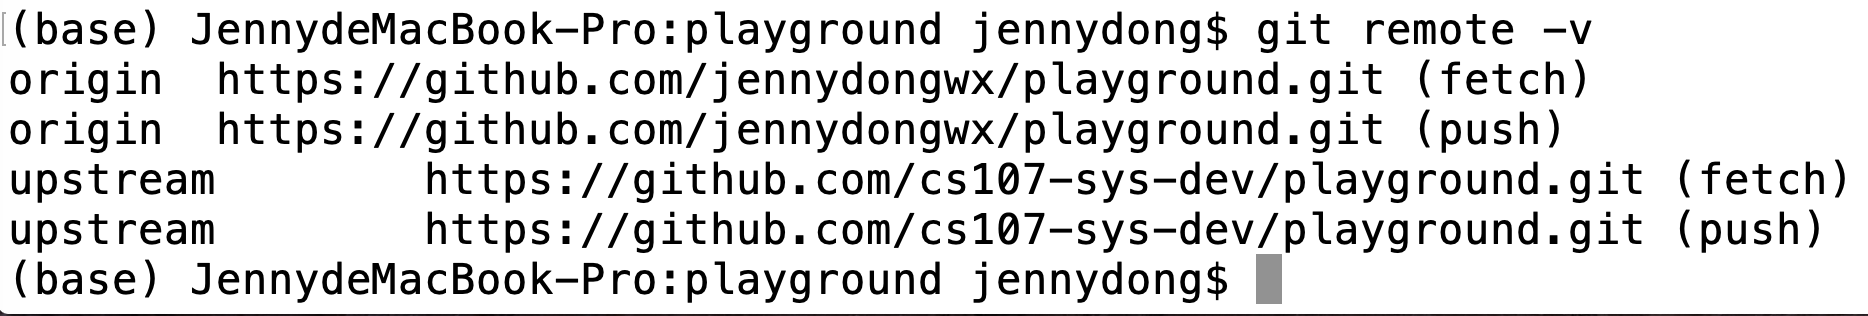 (base) JennydeMacBook-Pro:playground jennydong$ git remote -v
origin  https://github.com/jennydongwx/playground.git (fetch)
origin  https://github.com/jennydongwx/playground.git (push)
upstream        https://github.com/cs107-sys-dev/playground.git (fetch)
upstream        https://github.com/cs107-sys-dev/playground.git (push)
(base) JennydeMacBook-Pro:playground jennydong$